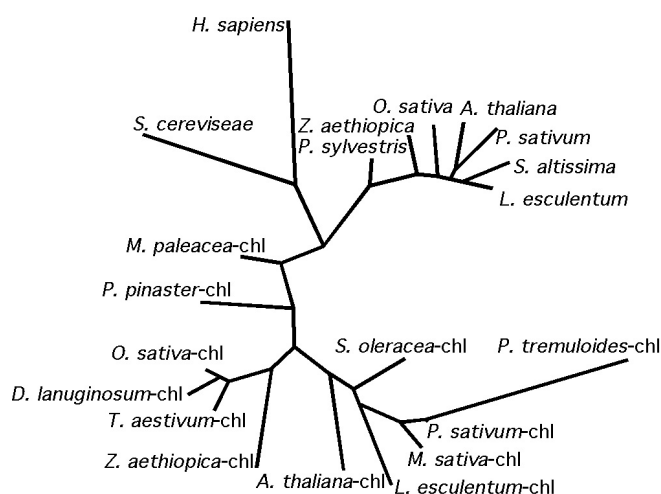 H. sapiens
O. sativa
A. thaliana
S. cereviseae
Z. aethiopica
P. sativum
P. sylvestris
S. altissima
L. esculentum
M. paleacea-chl
P. pinaster-chl
O. sativa-chl
S. oleracea-chl
P. tremuloides-chl
D. lanuginosum-chl
T. aestivum-chl
P. sativum-chl
Z. aethiopica-chl
M. sativa-chl
A. thaliana-chl
L. esculentum-chl